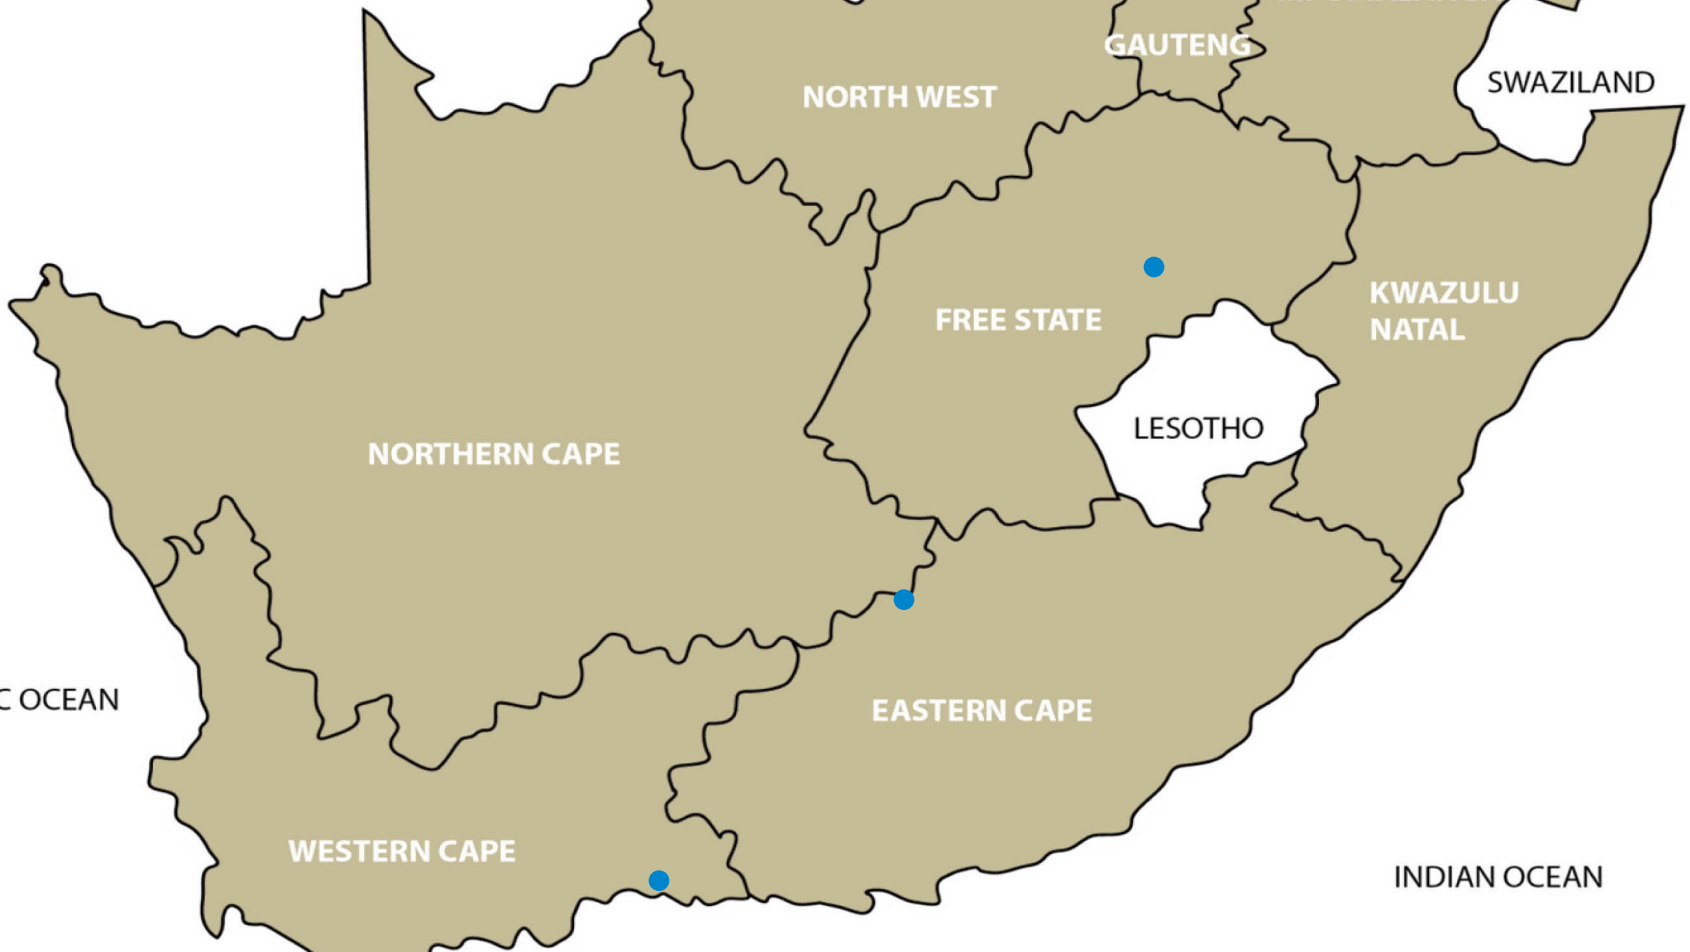 GAUTENG
SWAZILAND
NORTH WEST
KWAZULU
NATAL
FREE STATE
LESOTHO
NORTHERN CAPE
C OCEAN
EASTERN CAPE
WESTERN CAPE
INDIAN OCEAN